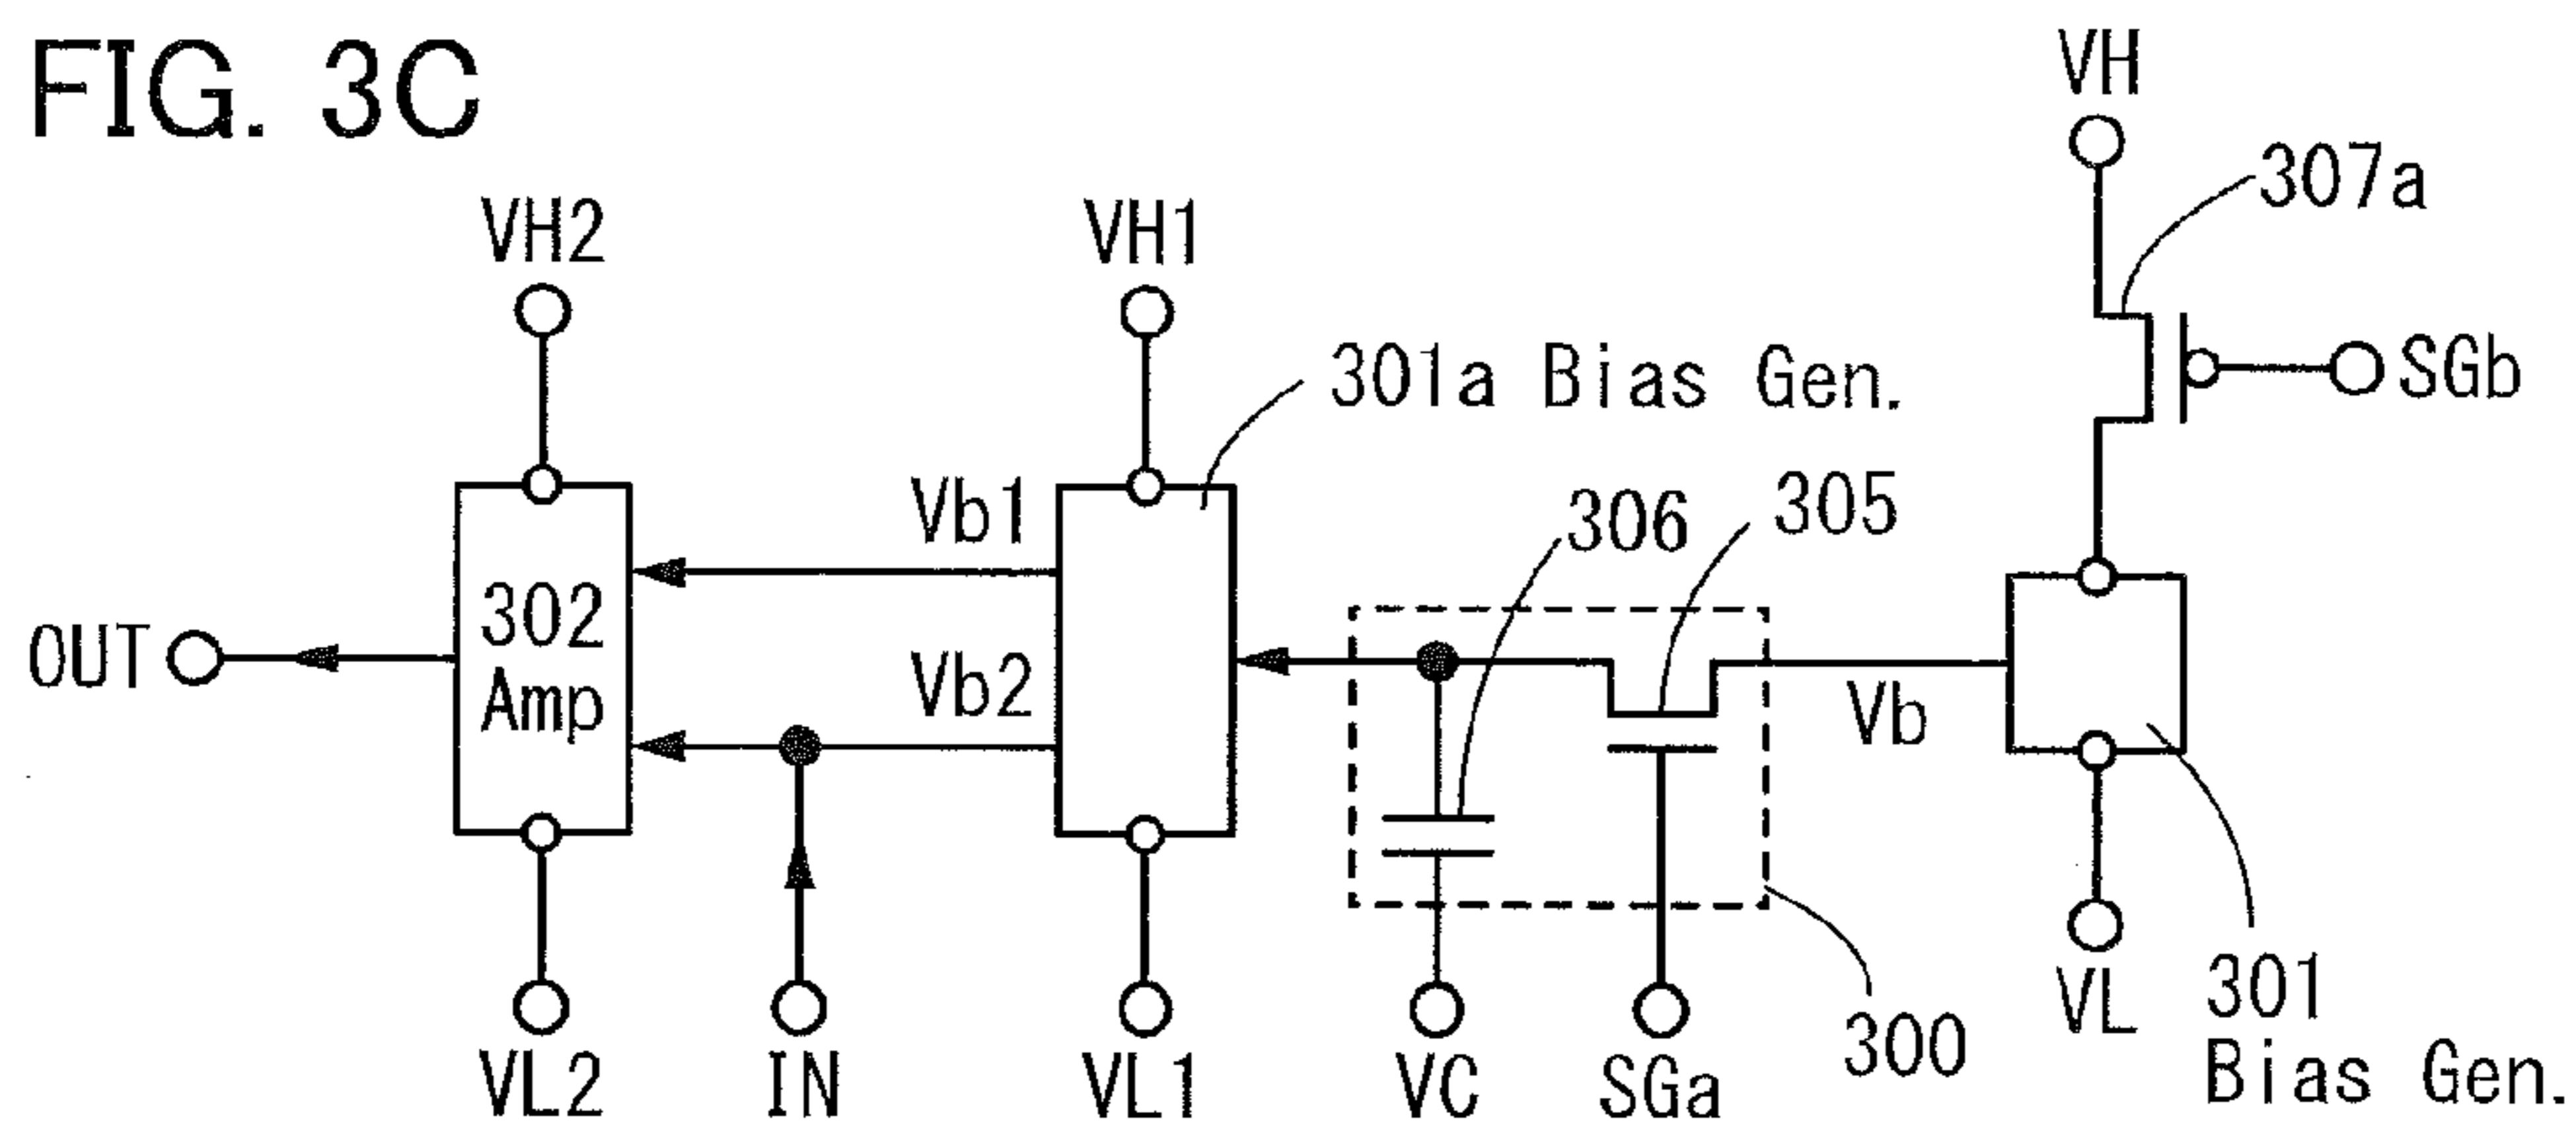 FIG. 3C
VH
307a
VH2
VH1
SGb
301a Bias Gen.
Vb1
306
305
302
Amp
OUT
Vb2
Vb
VL2
IN
VL1
VC
SGa
300
VL
301
Bias Gen.